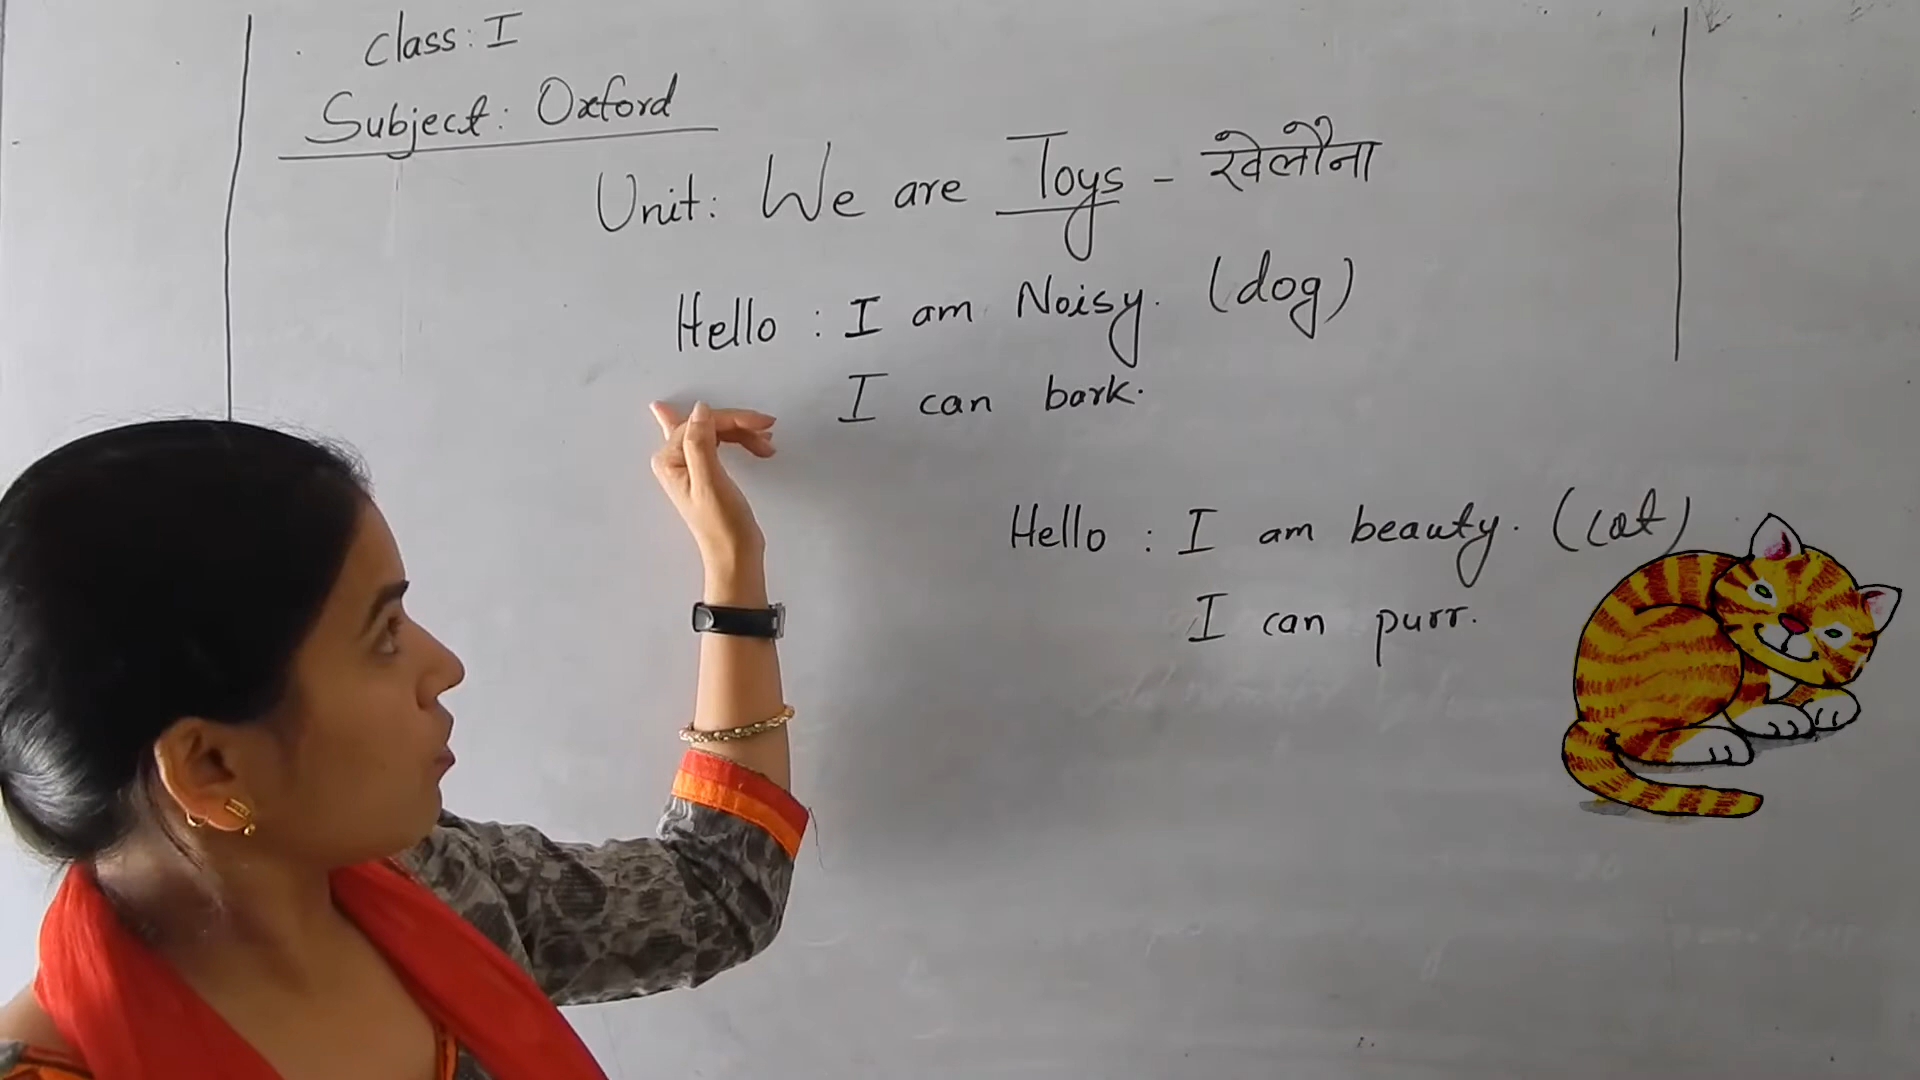 Class: I
Subject: Oxford
Unit: We are Toys - खेलौना
Hello : I am Noisy. (dog)
I can bark.
Hello : I am beauty. (cat)
I can purr.